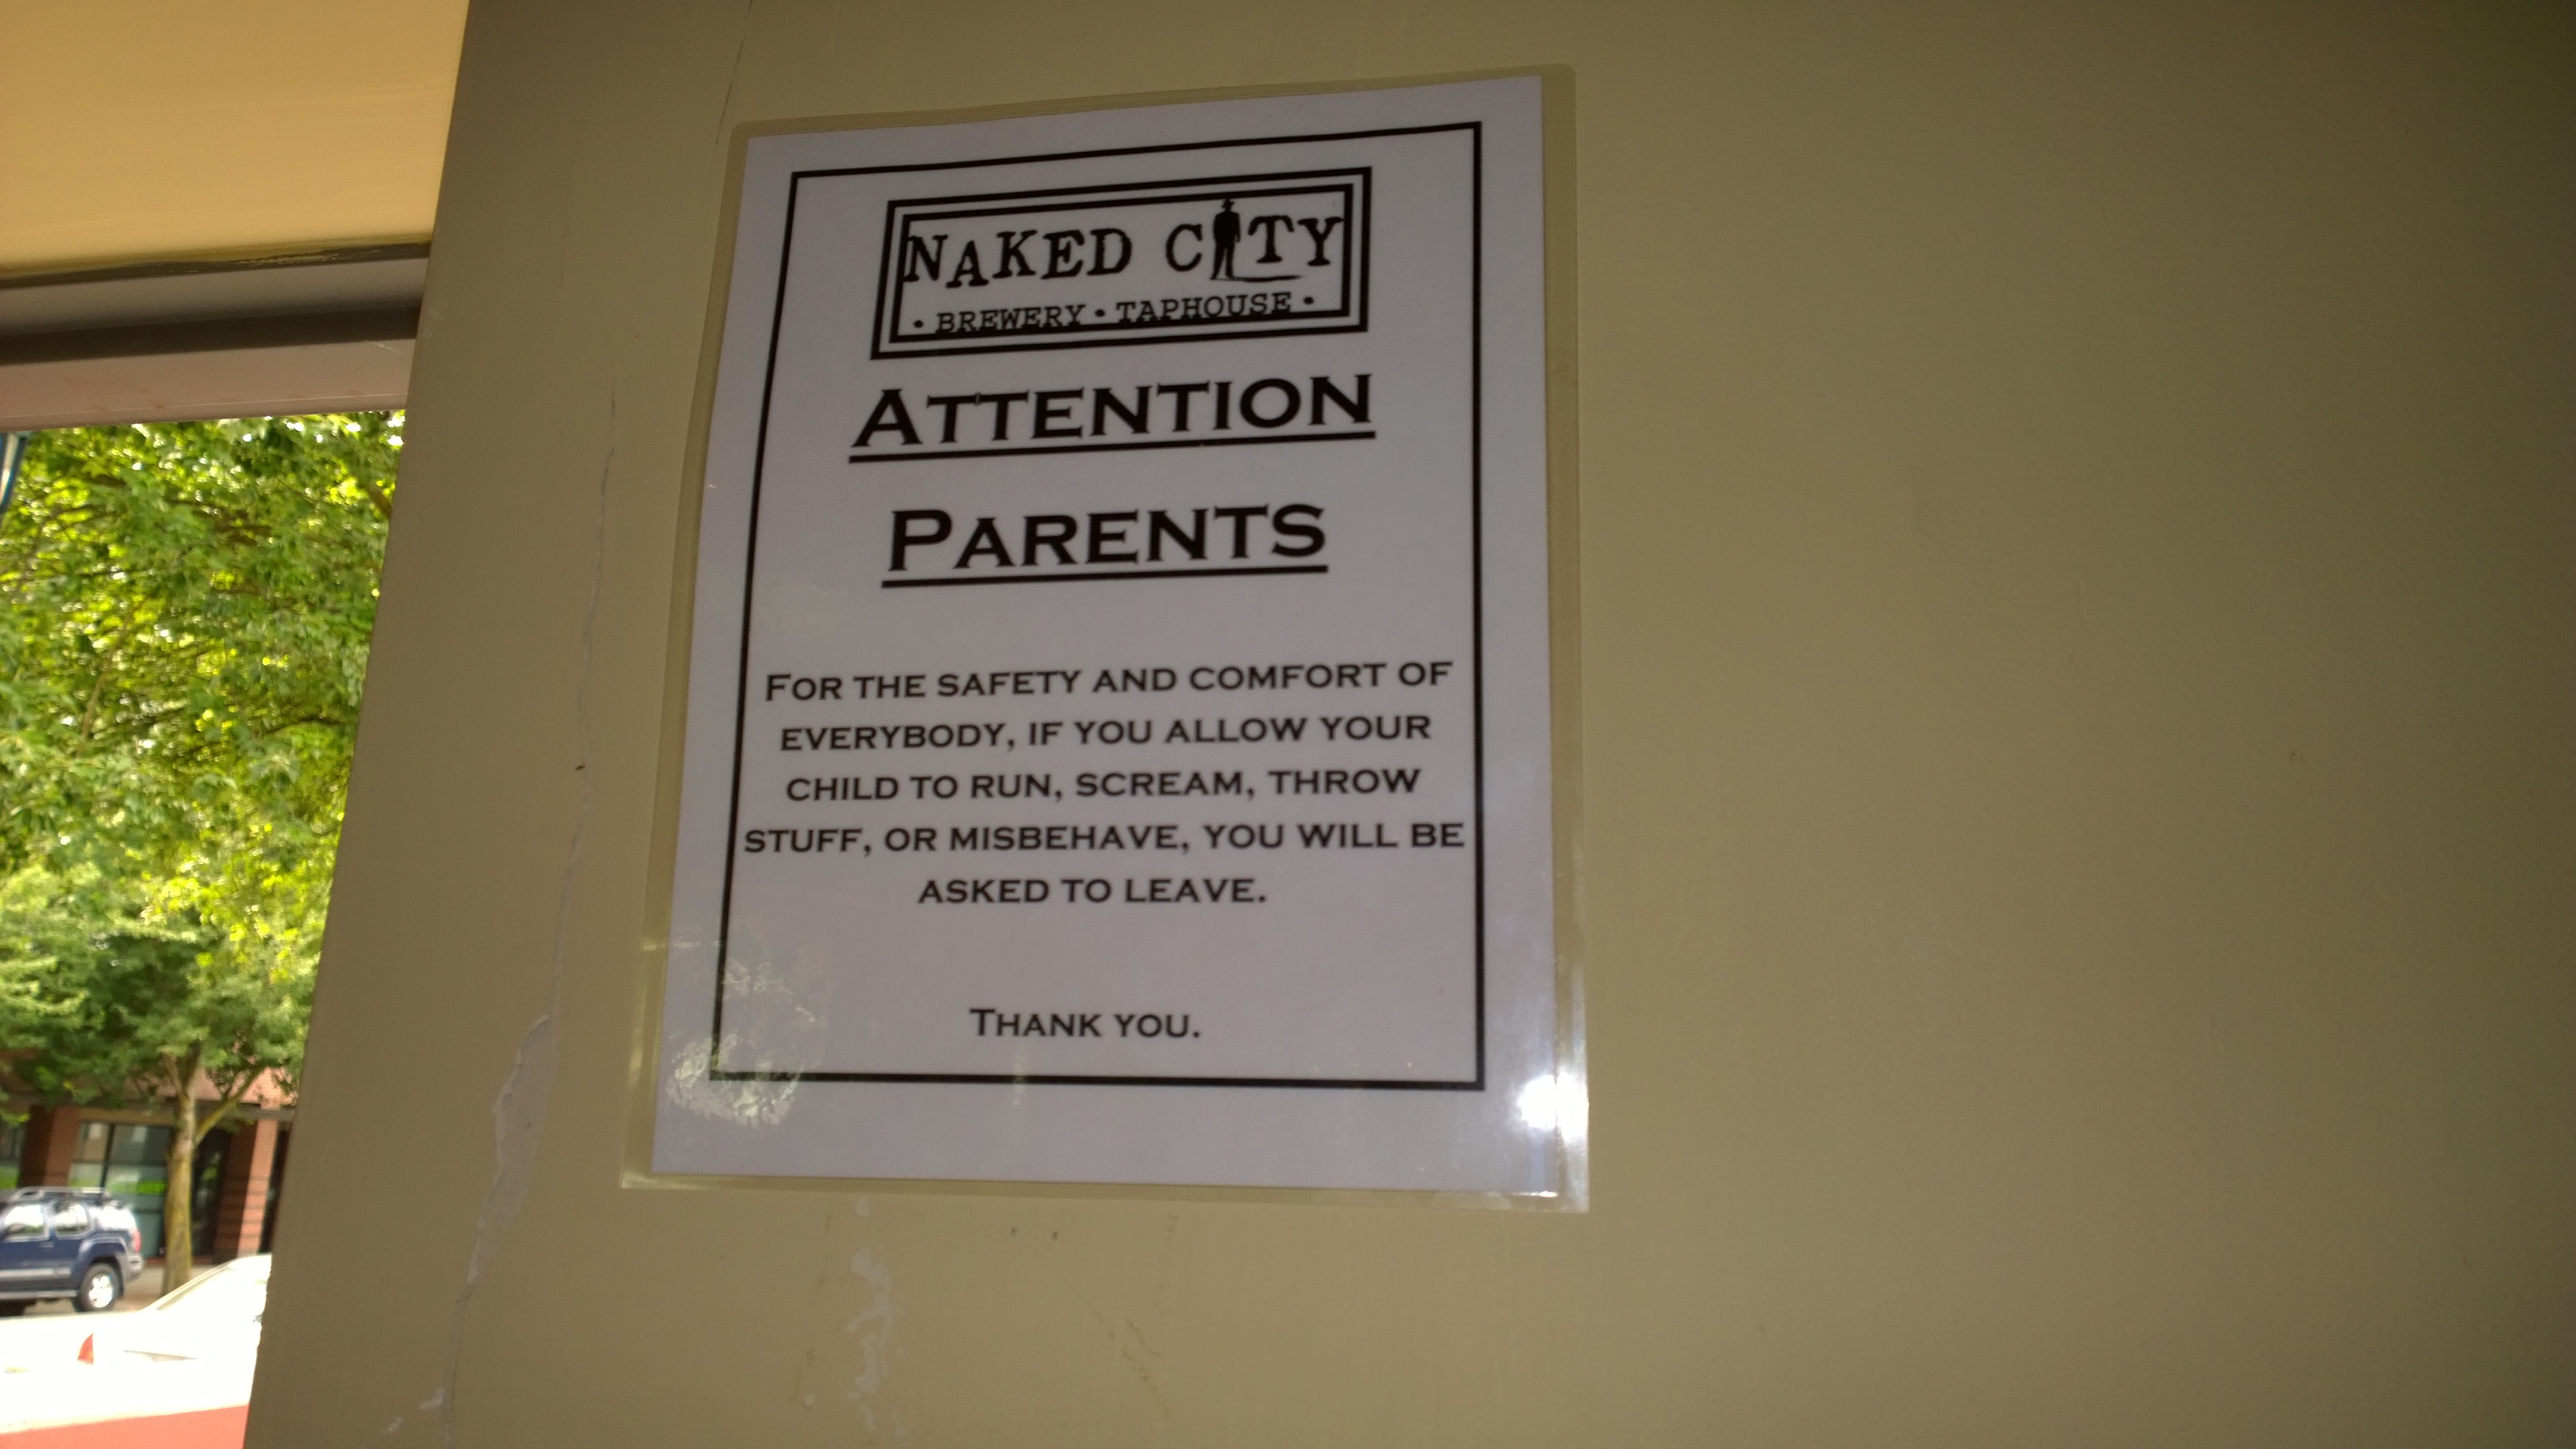 NAKED CITY
• BREWERY • TAPHOUSE •
ATTENTION
PARENTS
FOR THE SAFETY AND COMFORT OF
EVERYBODY, IF YOU ALLOW YOUR
CHILD TO RUN, SCREAM, THROW
STUFF, OR MISBEHAVE, YOU WILL BE
ASKED TO LEAVE.
THANK YOU.